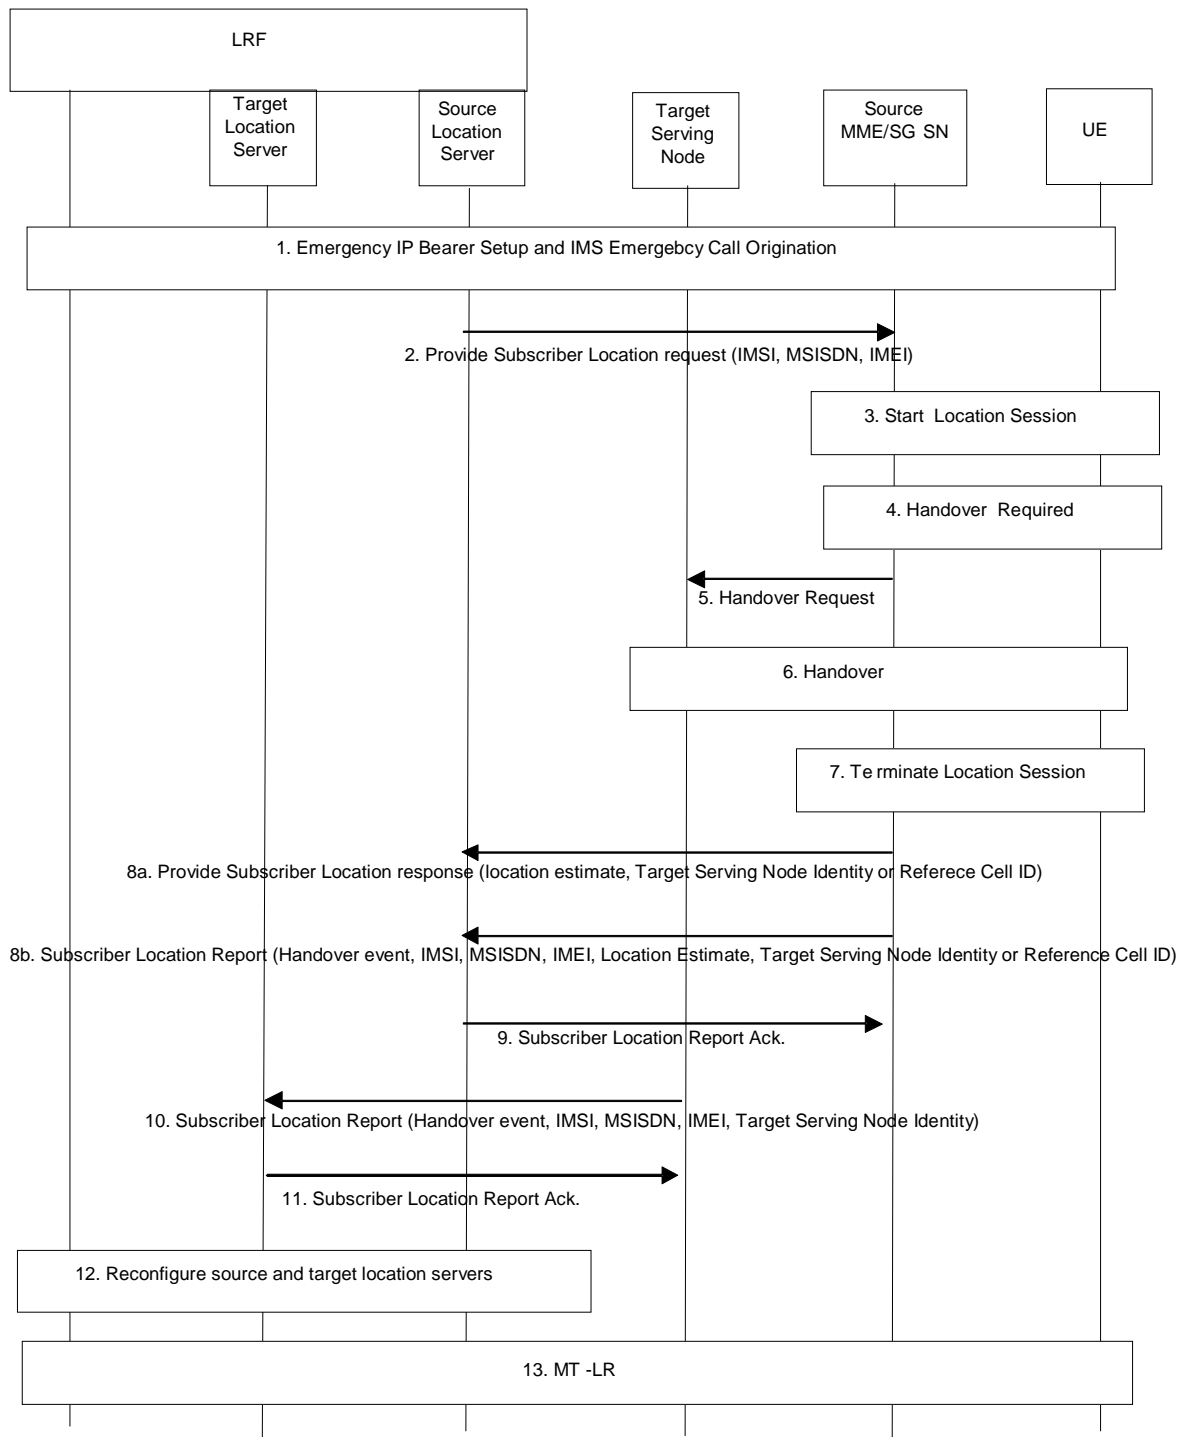 LRF
Target
Location
Server
Source
Location
Server
Target
Serving
Node
Source
MME/SG SN
UE
1. Emergency IP Bearer Setup and IMS Emergebcy Call Origination
2. Provide Subscriber Location request (IMSI, MSISDN, IMEI)
3. Start Location Session
4. Handover Required
5. Handover Request
6. Handover
7. Te rminate Location Session
8a. Provide Subscriber Location response (location estimate, Target Serving Node Identity or Referece Cell ID)
8b. Subscriber Location Report (Handover event, IMSI, MSISDN, IMEI, Location Estimate, Target Serving Node Identity or Reference Cell ID)
9. Subscriber Location Report Ack.
10. Subscriber Location Report (Handover event, IMSI, MSISDN, IMEI, Target Serving Node Identity)
11. Subscriber Location Report Ack.
12. Reconfigure source and target location servers
13. MT -LR